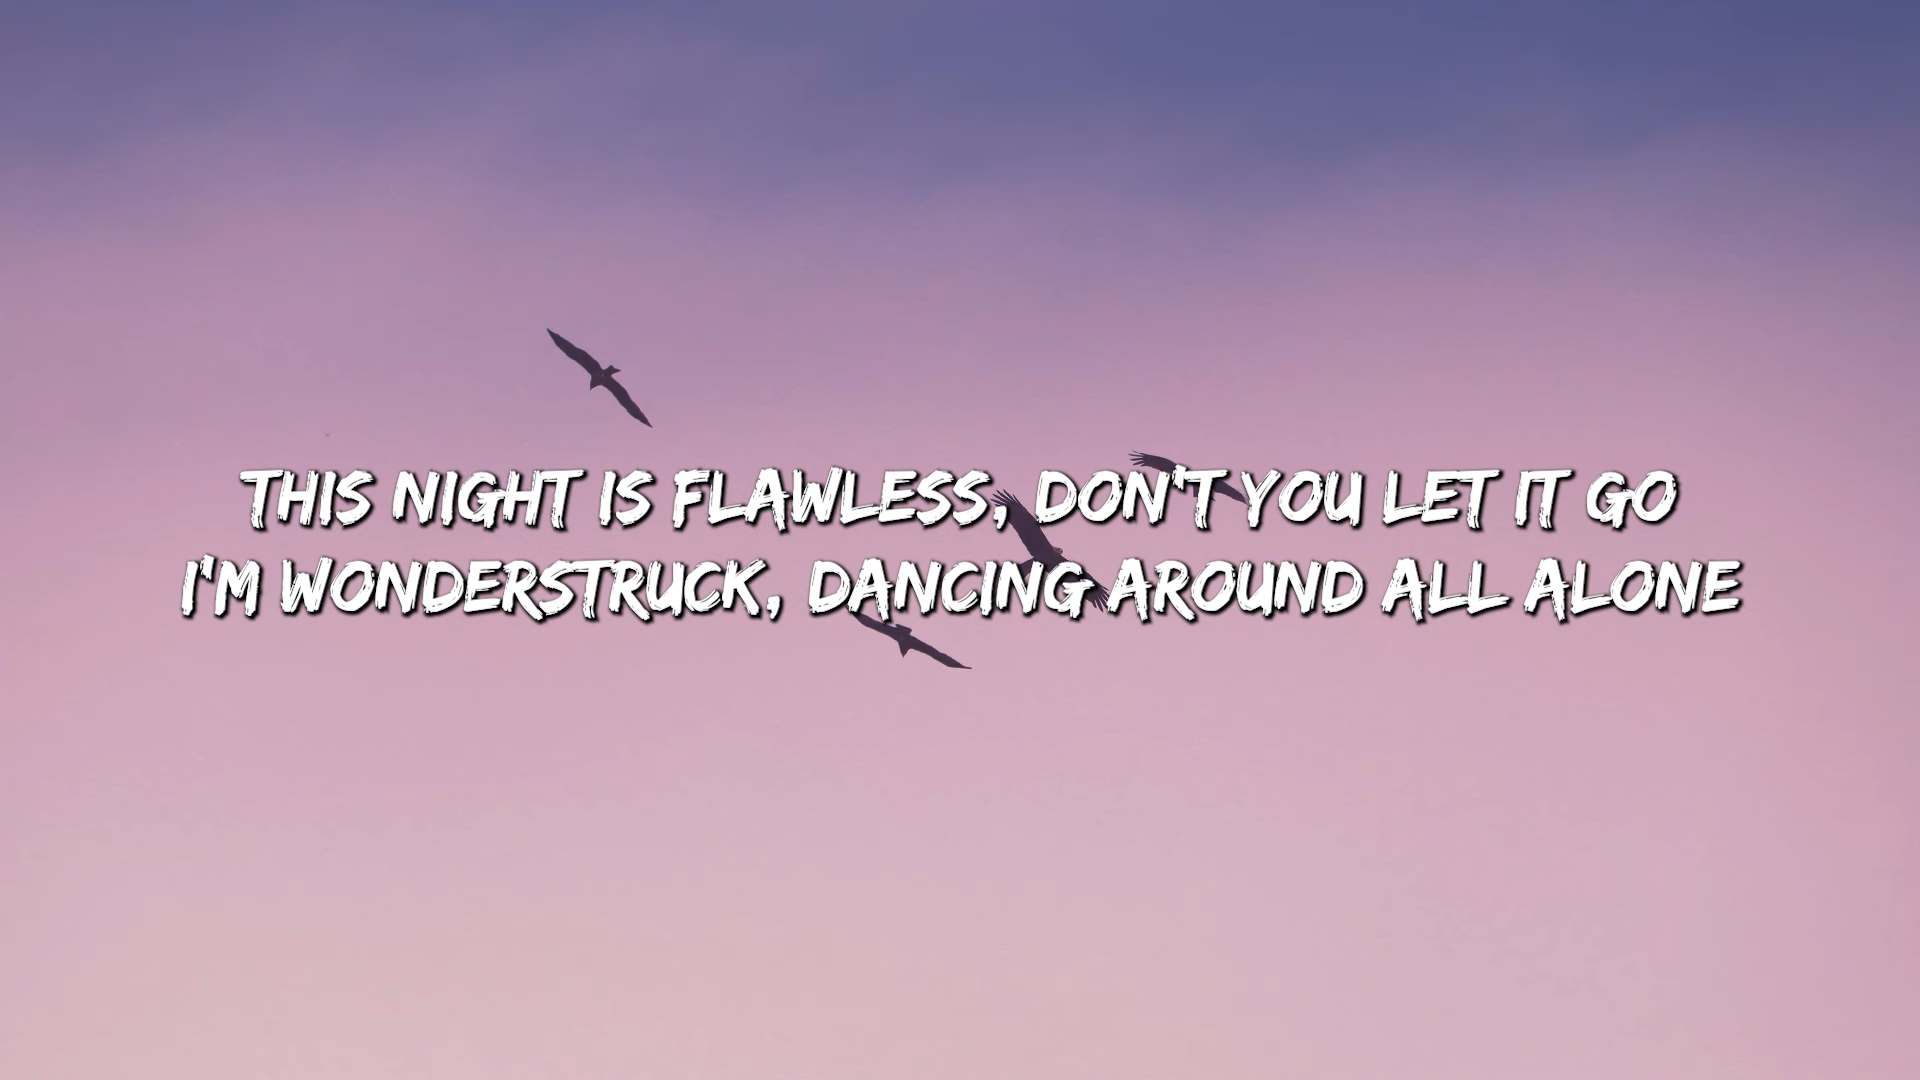 THIS NIGHT IS FLAWLESS, DON'T YOU LET IT GO
I'M WONDERSTRUCK, DANCING AROUND ALL ALONE